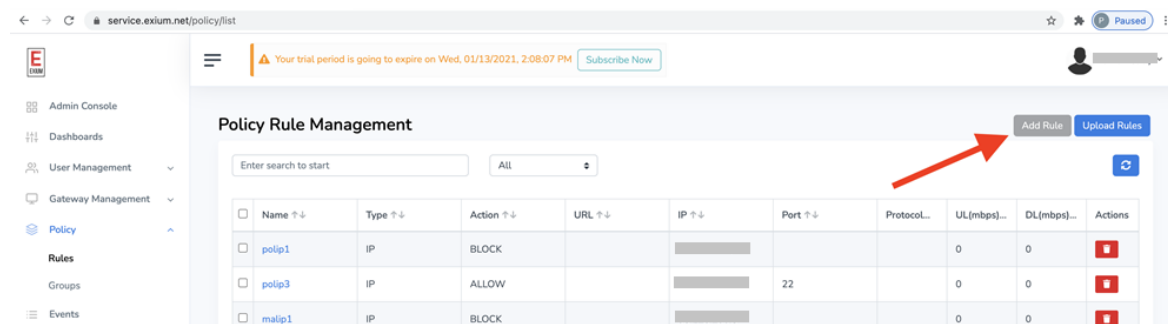 service.exium.net/policy/list
P Paused
E
EXIUM
Your trial period is going to expire on Wed, 01/13/2021, 2:08:07 PM Subscribe Now
Admin Console
Dashboards
User Management
Gateway Management
Policy
Rules
Groups
Events
Policy Rule Management
Add Rule Upload Rules
Enter search to start All
Name Type Action URL IP Port Protocol... UL(mbps)... DL(mbps)... Actions
polip1 IP BLOCK 0 0
polip3 IP ALLOW 22 0 0
malip1 IP BLOCK 0 0